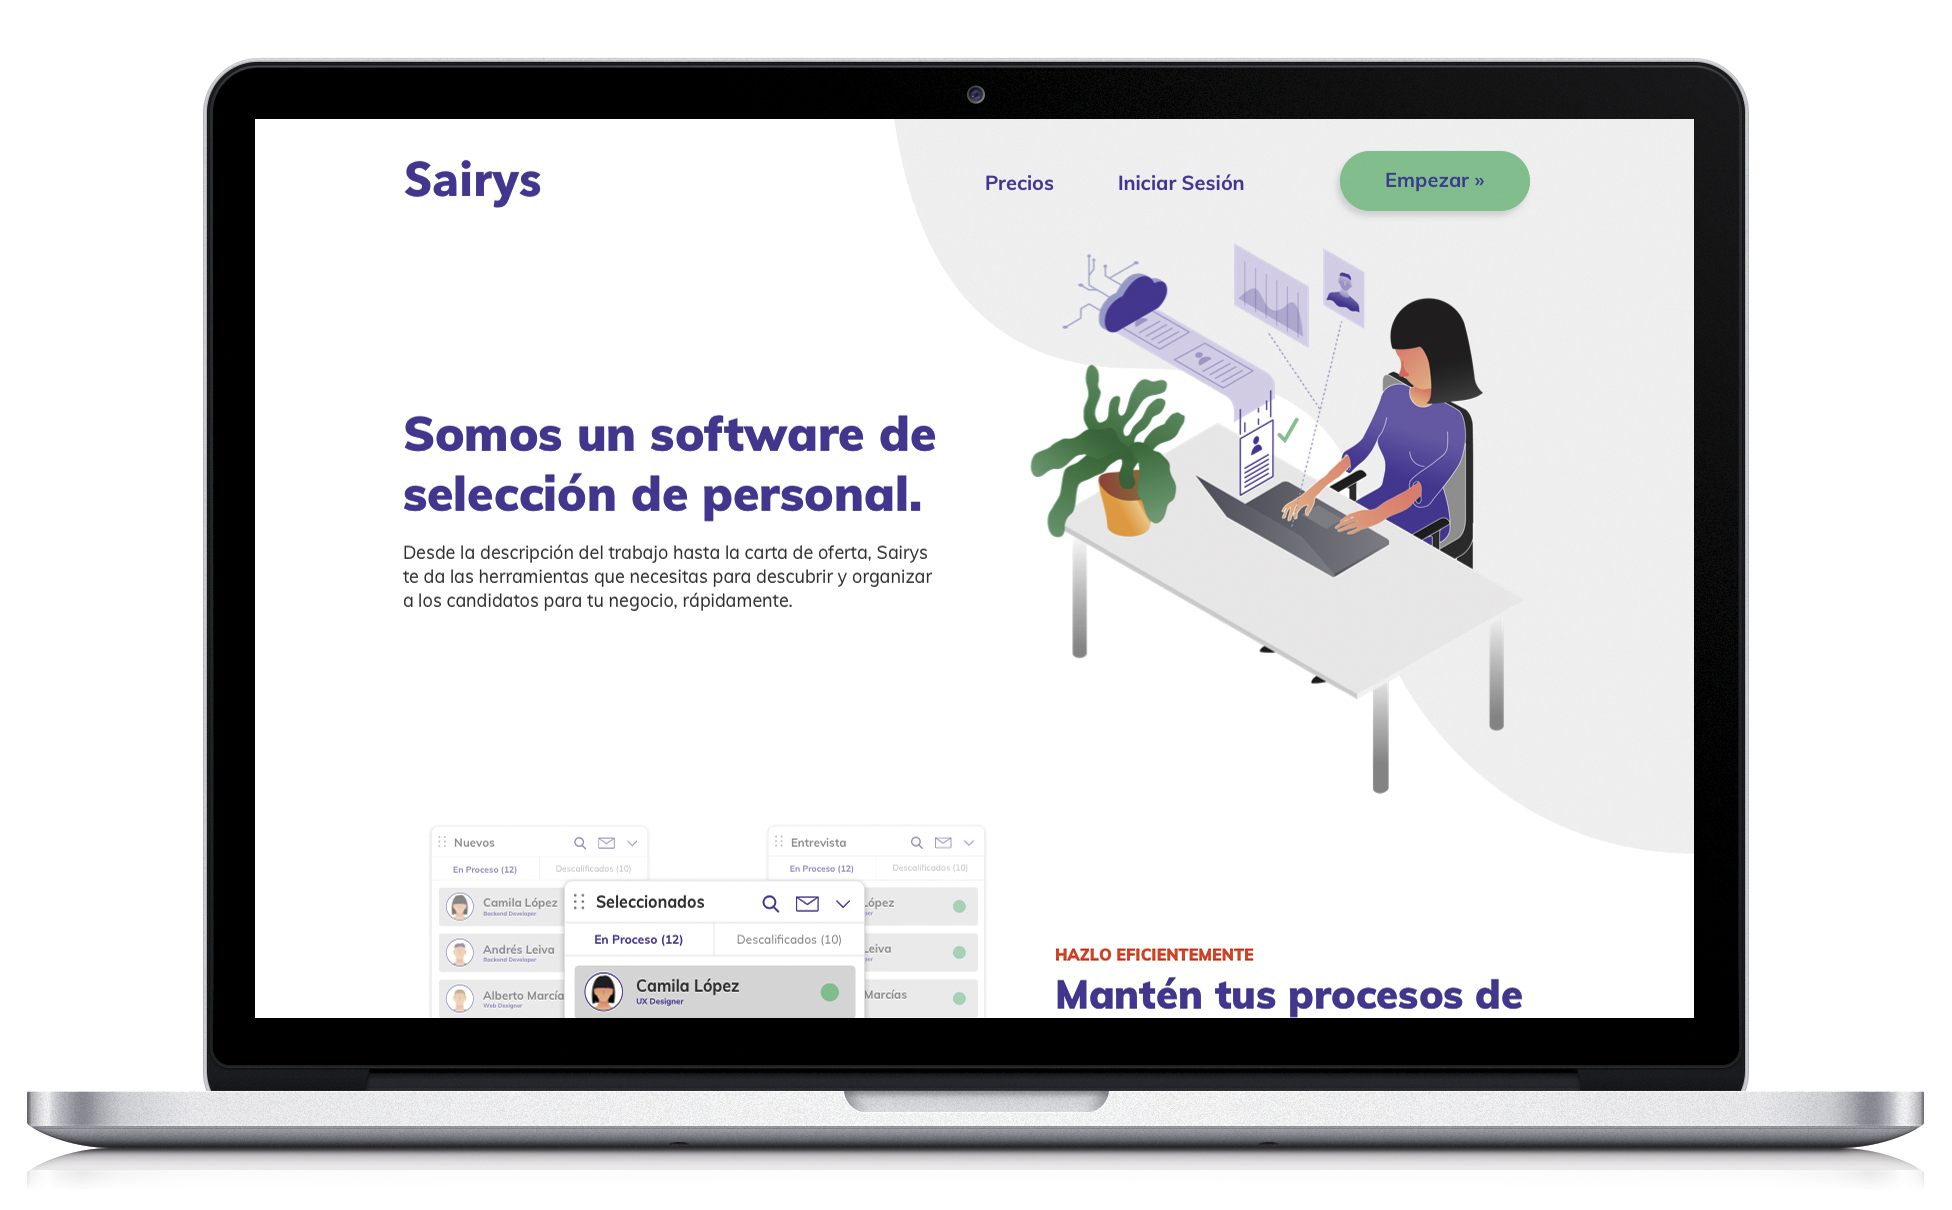 Sairys
Precios
Iniciar Sesión
Empezar »
Somos un software de
selección de personal.
Desde la descripción del trabajo hasta la carta de oferta, Sairys
te da las herramientas que necesitas para descubrir y organizar
a los candidatos para tu negocio, rápidamente.
Nuevos
En Proceso (12)
Descalificados (10)
Camila López
Backend Developer
Andrés Leiva
Backend Developer
Alberto Marcía
Web Designer
Seleccionados
En Proceso (12)
Descalificados (10)
Camila López
UX Designer
Entrevista
En Proceso (12)
Descalificados (10)
López
Leiva
Marcías
HAZLO EFICIENTEMENTE
Mantén tus procesos de